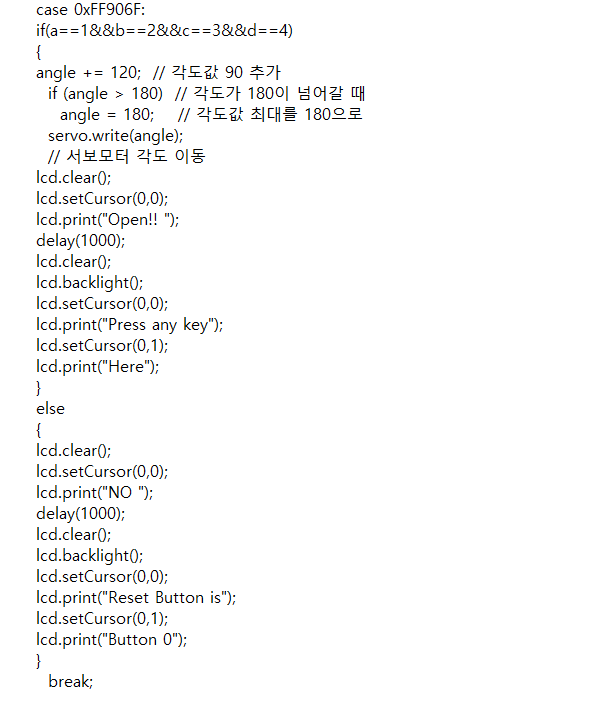 case 0xFF906F:
if(a==1&&b==2&&c==3&&d==4)
{
angle += 120;  // 각도값 90 추가
if (angle > 180)  // 각도가 180이 넘어갈 때
angle = 180;     // 각도값 최대를 180으로
servo.write(angle);
// 서보모터 각도 이동
lcd.clear();
lcd.setCursor(0,0);
lcd.print("Open!! ");
delay(1000);
lcd.clear();
lcd.backlight();
lcd.setCursor(0,0);
lcd.print("Press any key");
lcd.setCursor(0,1);
lcd.print("Here");
}
else
{
lcd.clear();
lcd.setCursor(0,0);
lcd.print("NO ");
delay(1000);
lcd.clear();
lcd.backlight();
lcd.setCursor(0,0);
lcd.print("Reset Button is");
lcd.setCursor(0,1);
lcd.print("Button 0");
}
break;